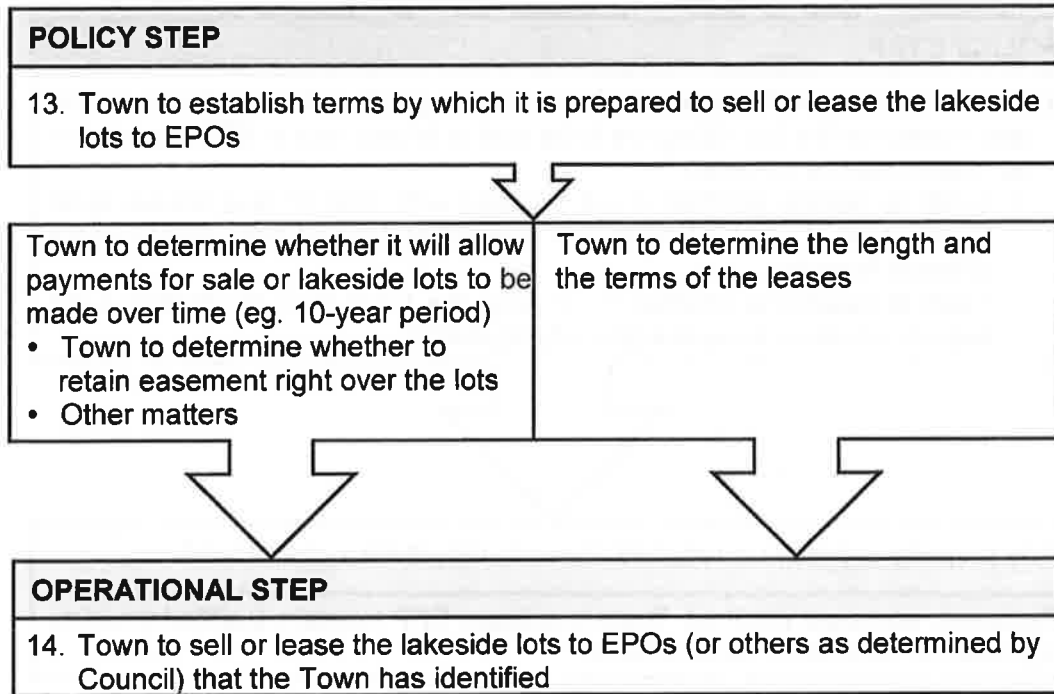 POLICY STEP
13. Town to establish terms by which it is prepared to sell or lease the lakeside
lots to EPOs
Town to determine whether it will allow
payments for sale or lakeside lots to be
made over time (eg. 10-year period)
• Town to determine whether to
retain easement right over the lots
• Other matters
Town to determine the length and
the terms of the leases
OPERATIONAL STEP
14. Town to sell or lease the lakeside lots to EPOs (or others as determined by
Council) that the Town has identified